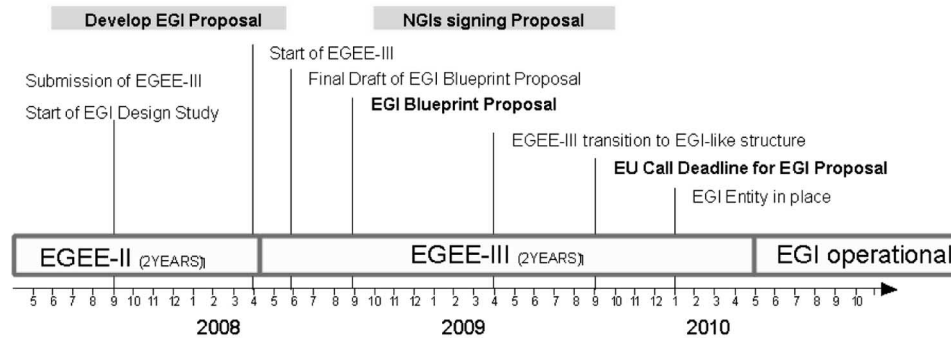 Develop EGI Proposal
NGIs signing Proposal
Start of EGEE-III
Submission of EGEE-III
Final Draft of EGI Blueprint Proposal
Start of EGI Design Study
EGI Blueprint Proposal
EGEE-III transition to EGI-like structure
EU Call Deadline for EGI Proposal
EGI Entity in place
EGEE-II (2YEARS)
EGEE-III (2YEARS)
EGI operational
5 6 7 8 9 10 11 12 1 2 3 4 5 6 7 8 9 10 11 12 1 2 3 4 5 6 7 8 9 10 11 12 1 2 3 4 5 6 7 8 9 10
2008 2009 2010